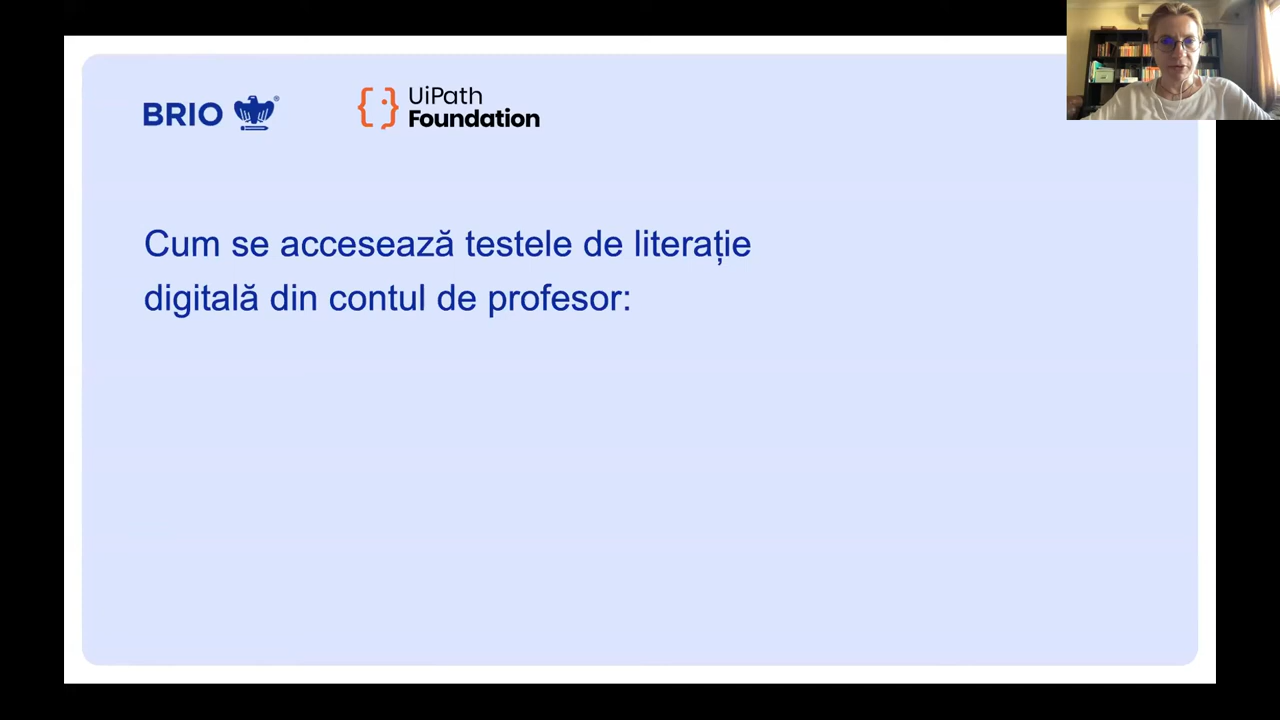 BRIO ®
UiPath
Foundation
Cum se accesează testele de literație
digitală din contul de profesor: